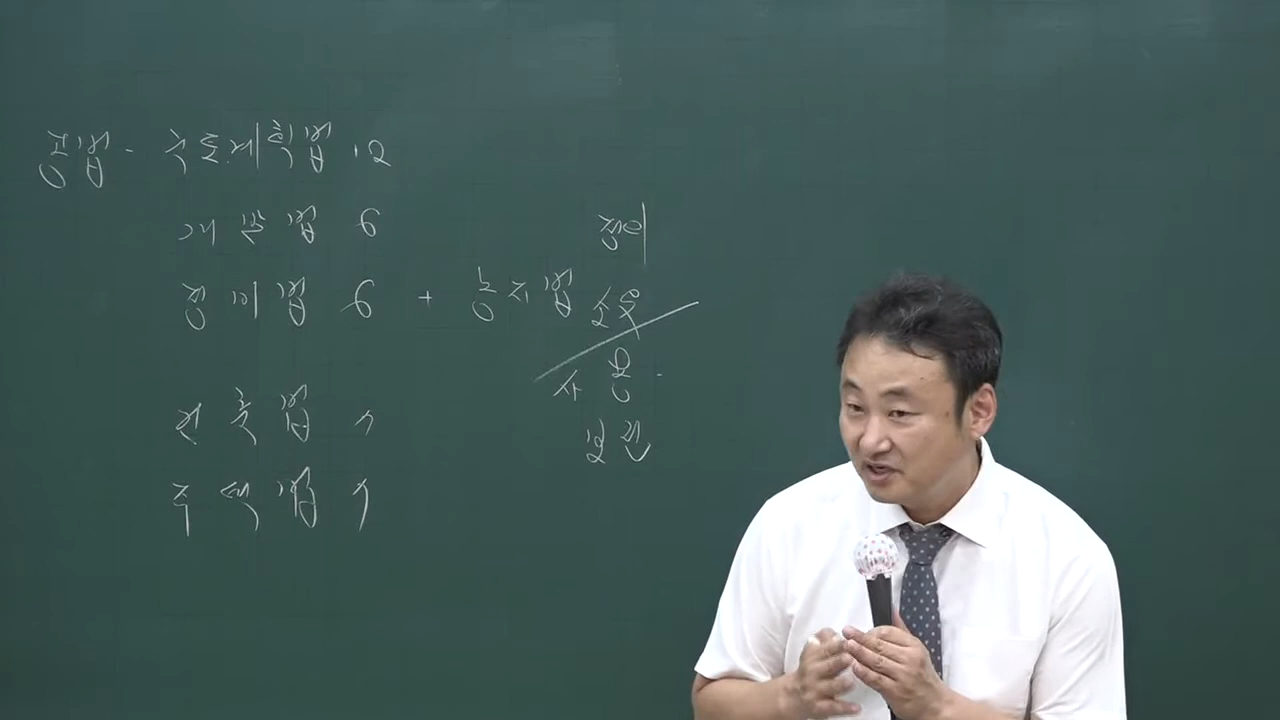 공법 - 국토계획법 12
개발법 6
정비법 6 + 농지법
건축법 7
주택법 7
정의
소유
사용
보전